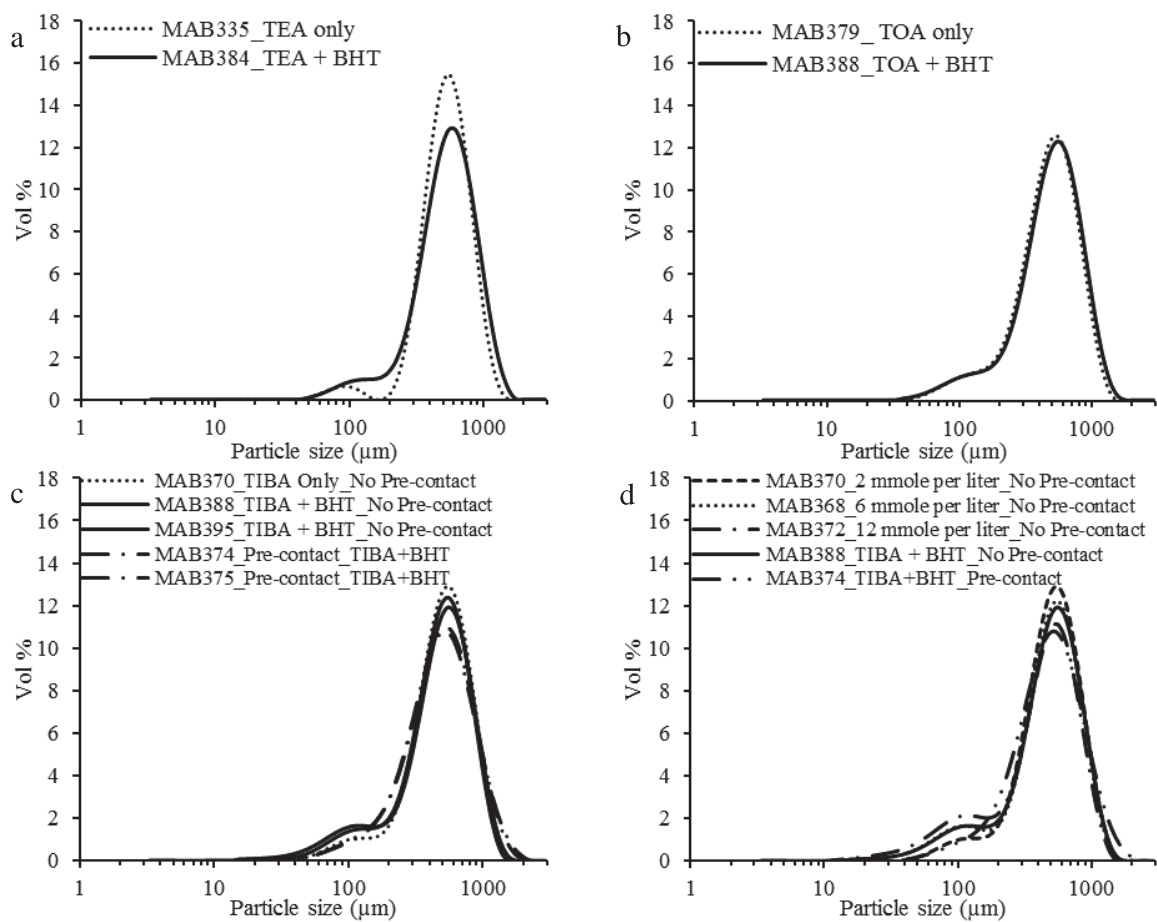 a
18
16
14
12
10
8
6
4
2
0
Vol %
MAB335_TEA only
MAB384_TEA + BHT
1 10 100 1000
Particle size (µm)
b
18
16
14
12
10
8
6
4
2
0
Vol %
MAB379_ TOA only
MAB388_TOA + BHT
1 10 100 1000
Particle size (µm)
c
18
16
14
12
10
8
6
4
2
0
Vol %
MAB370_TIBA Only_No Pre-contact
MAB388_TIBA + BHT_No Pre-contact
MAB395_TIBA + BHT_No Pre-contact
MAB374_Pre-contact_TIBA+BHT
MAB375_Pre-contact_TIBA+BHT
1 10 100 1000
Particle size (µm)
d
18
16
14
12
10
8
6
4
2
0
Vol %
MAB370_2 mmole per liter_No Pre-contact
MAB368_6 mmole per liter_No Pre-contact
MAB372_12 mmole per liter_No Pre-contact
MAB388_TIBA + BHT_No Pre-contact
MAB374_TIBA+BHT_Pre-contact
1 10 100 1000
Particle size (µm)